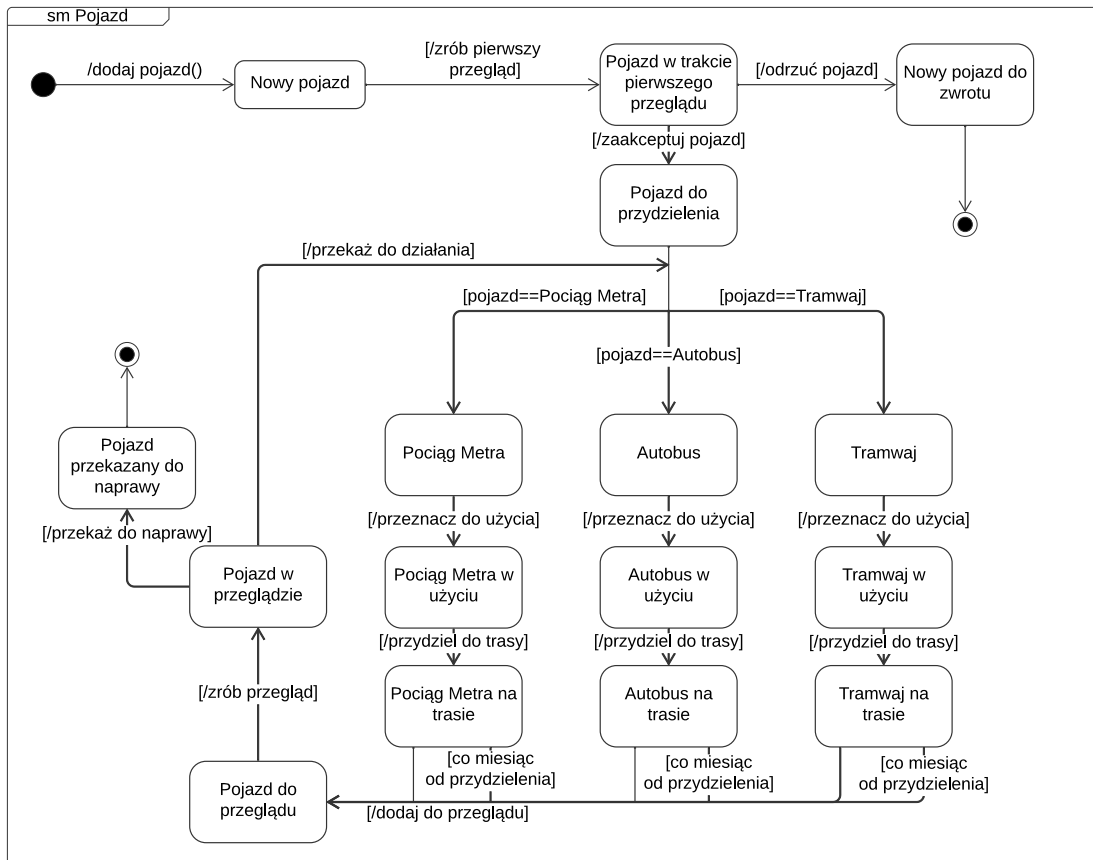 sm Pojazd
/dodaj pojazd()
Nowy pojazd
[/zrób pierwszy
przegląd]
Pojazd w trakcie
pierwszego
przeglądu
[/odrzuć pojazd]
Nowy pojazd do
zwrotu
[/zaakceptuj pojazd]
Pojazd do
przydzielenia
[/przekaż do działania]
[pojazd==Pociąg Metra]
[pojazd==Tramwaj]
[pojazd==Autobus]
Pojazd
przekazany do
naprawy
Pociąg Metra
Autobus
Tramwaj
[/przekaż do naprawy]
[/przeznacz do użycia]
[/przeznacz do użycia]
[/przeznacz do użycia]
Pojazd w
przeglądzie
Pociąg Metra w
użyciu
Autobus w
użyciu
Tramwaj w
użyciu
[/przydziel do trasy]
[/przydziel do trasy]
[/przydziel do trasy]
[/zrób przegląd]
Pociąg Metra na
trasie
Autobus na
trasie
Tramwaj na
trasie
[co miesiąc
od przydzielenia]
[co miesiąc
od przydzielenia]
[co miesiąc
od przydzielenia]
Pojazd do
przeglądu
[/dodaj do przeglądu]